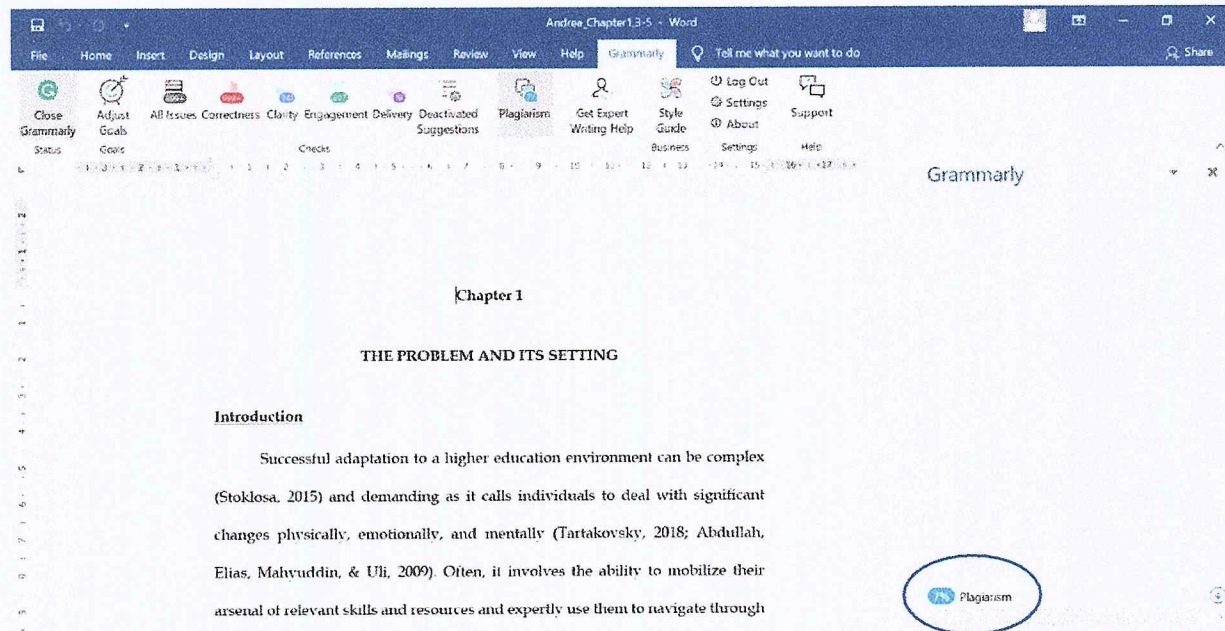 Andrea_Chapter1,3-5 - Word
File Home Insert Design Layout References Mailings Review View Help Grammarly Tell me what you want to do Share
Close Grammarly
Adjust Goals
All Issues Correctness Clarity Engagement Delivery Deactivated Suggestions
Plagiarism
Get Expert Writing Help
Style Guide
Log Out
Settings
About
Support
Status Goals Checks Business Settings Help
Grammarly
Chapter 1
THE PROBLEM AND ITS SETTING
Introduction
Successful adaptation to a higher education environment can be complex
(Stoklosa, 2015) and demanding as it calls individuals to deal with significant
changes physically, emotionally, and mentally (Tartakovsky, 2018; Abdullah,
Elias, Mahyuddin, & Uli, 2009). Often, it involves the ability to mobilize their
arsenal of relevant skills and resources and expertly use them to navigate through
Plagiarism